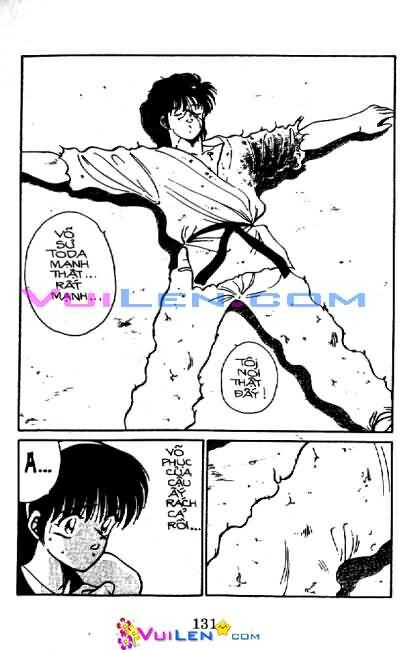 VÕ
SƯ
TODA
MẠNH
THẬT...
RẤT
MẠNH...
VUILEN.COM
TÔI
NÓI
THẬT
ĐẤY!
A...
VÕ
PHỤC
CỦA
CẬU
ẤY RÁCH
CẢ
RỒI...
131
VUILEN
.COM